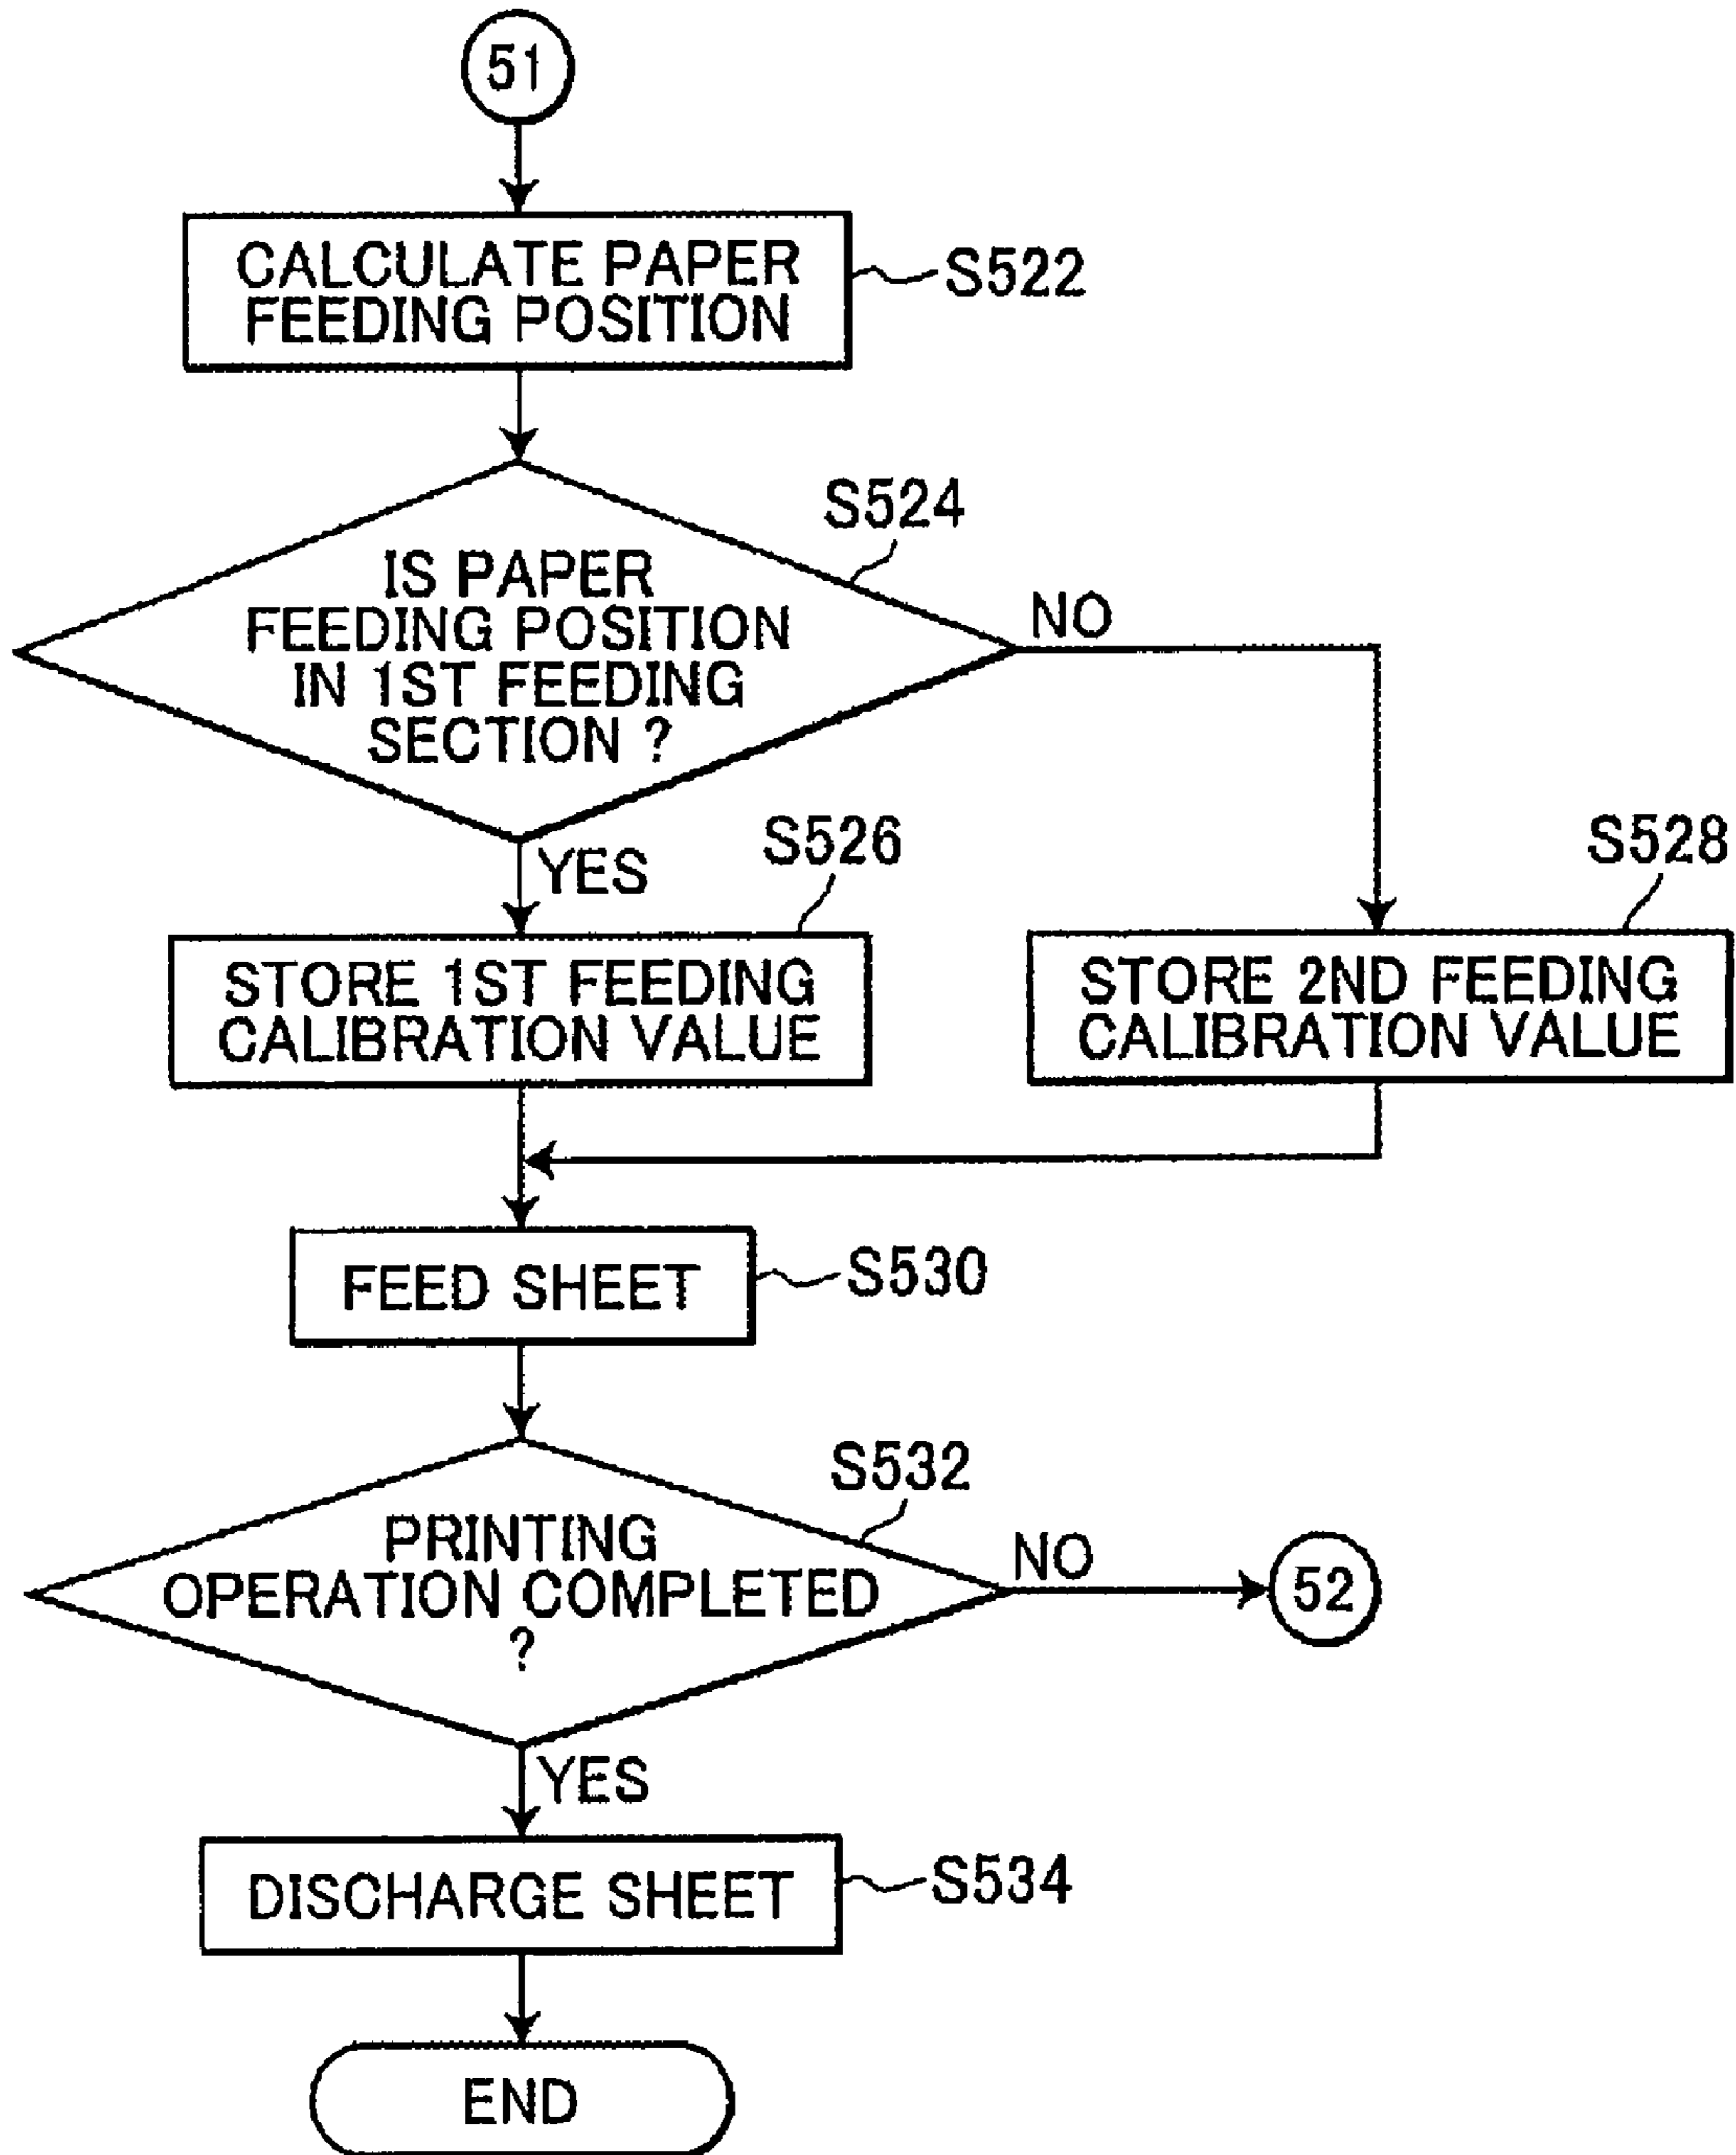 51
CALCULATE PAPER
FEEDING POSITION
S522
S524
IS PAPER
FEEDING POSITION
IN 1ST FEEDING
SECTION ?
NO
YES
S526
S528
STORE 1ST FEEDING
CALIBRATION VALUE
STORE 2ND FEEDING
CALIBRATION VALUE
FEED SHEET
S530
S532
PRINTING
OPERATION COMPLETED
?
NO
52
YES
DISCHARGE SHEET
S534
END